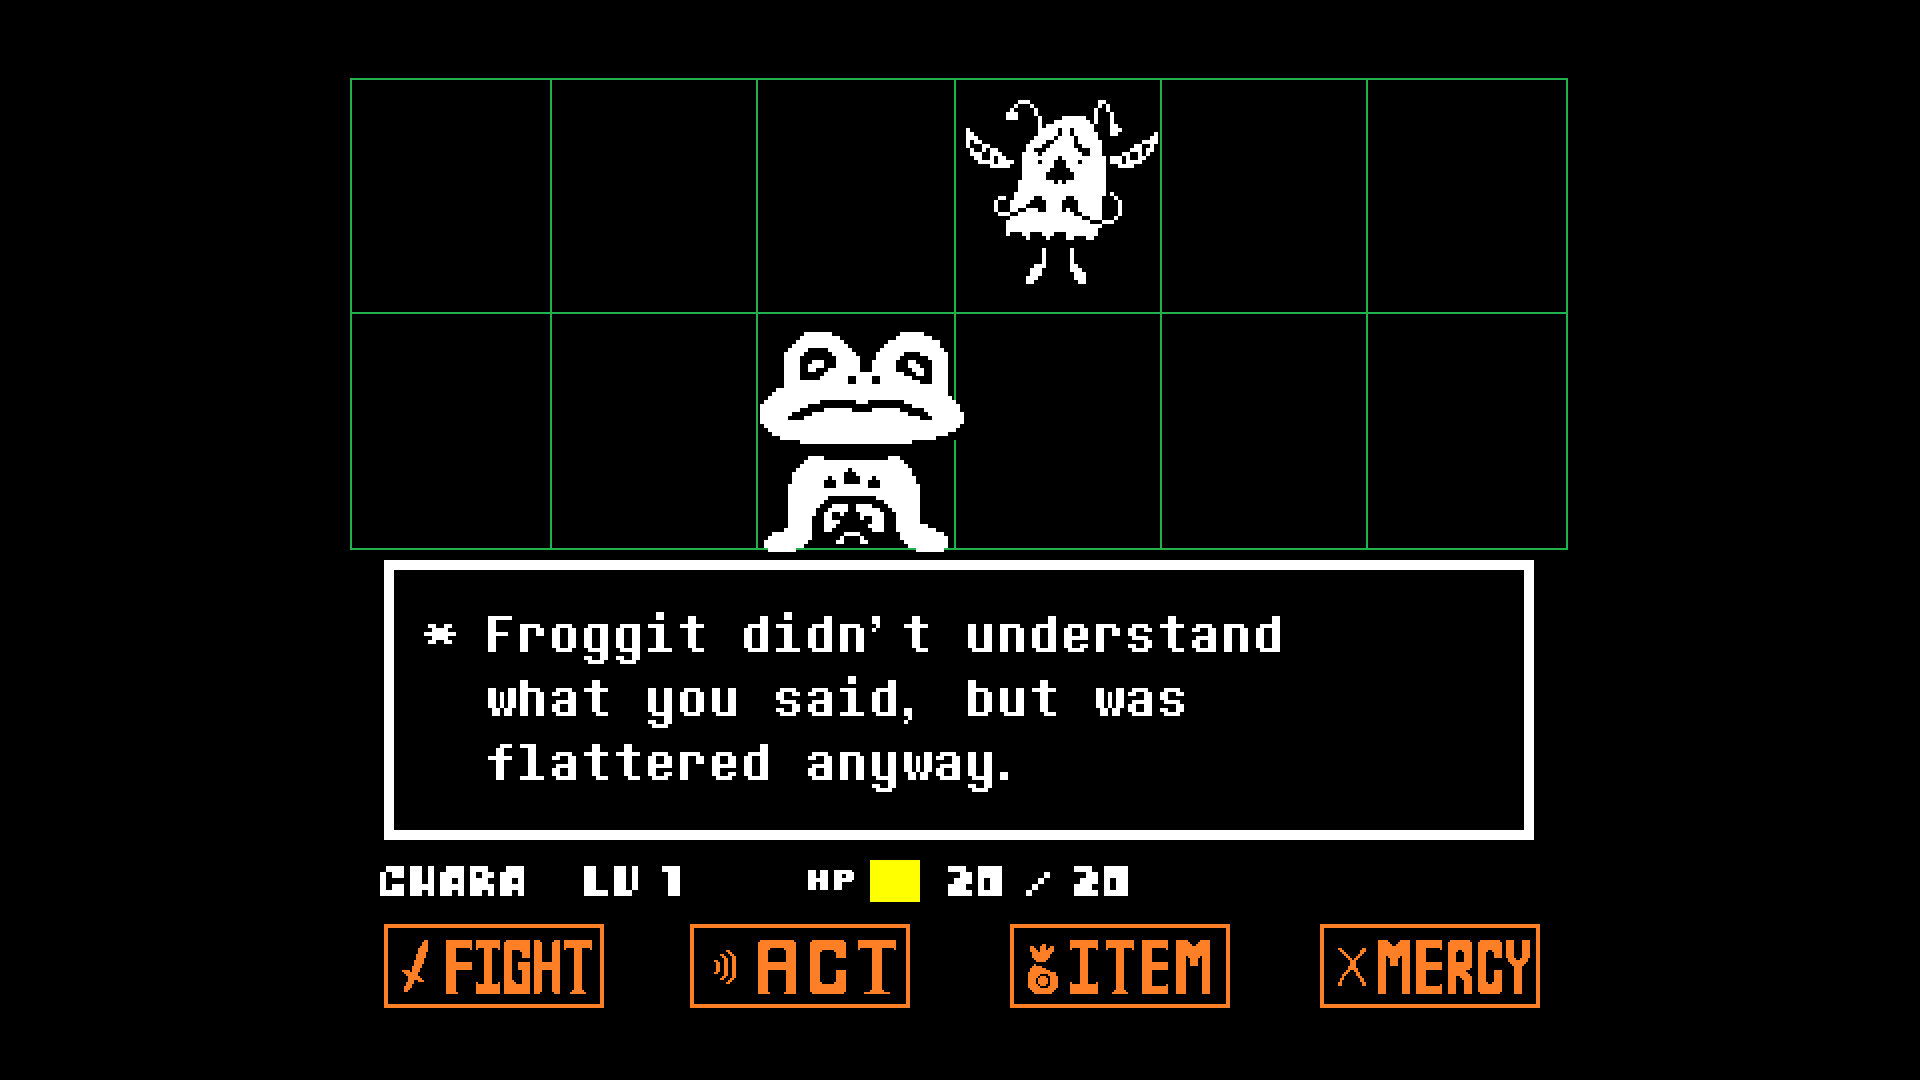 * Froggit didn't understand
what you said, but was
flattered anyway.
CHARA LV 1 HP 20 / 20
FIGHT ACT ITEM MERCY